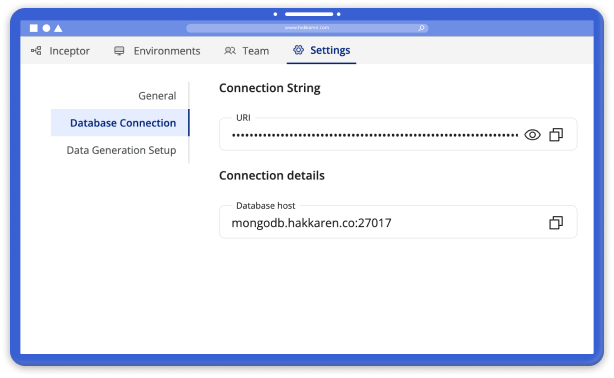 www.hakkaren.com
Inceptor
Environments
Team
Settings
General
Database Connection
Data Generation Setup
Connection String
URI
Connection details
Database host
mongodb.hakkaren.co:27017